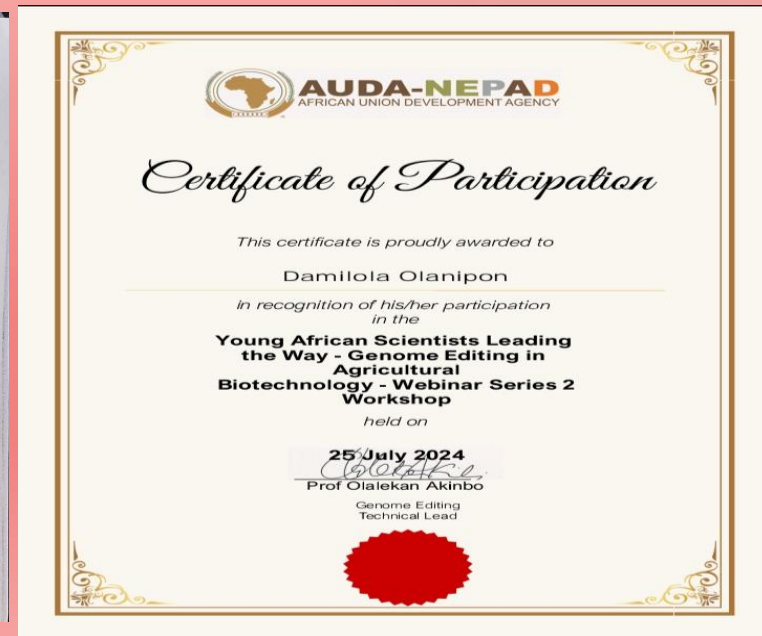 AUDA-NEPAD
AFRICAN UNION DEVELOPMENT AGENCY
Certificate of Participation
This certificate is proudly awarded to
Damilola Olanipon
in recognition of his/her participation
in the
Young African Scientists Leading
the Way - Genome Editing in
Agricultural
Biotechnology - Webinar Series 2
Workshop
held on
25 July 2024
Prof Olalekan Akinbo
Genome Editing
Technical Lead